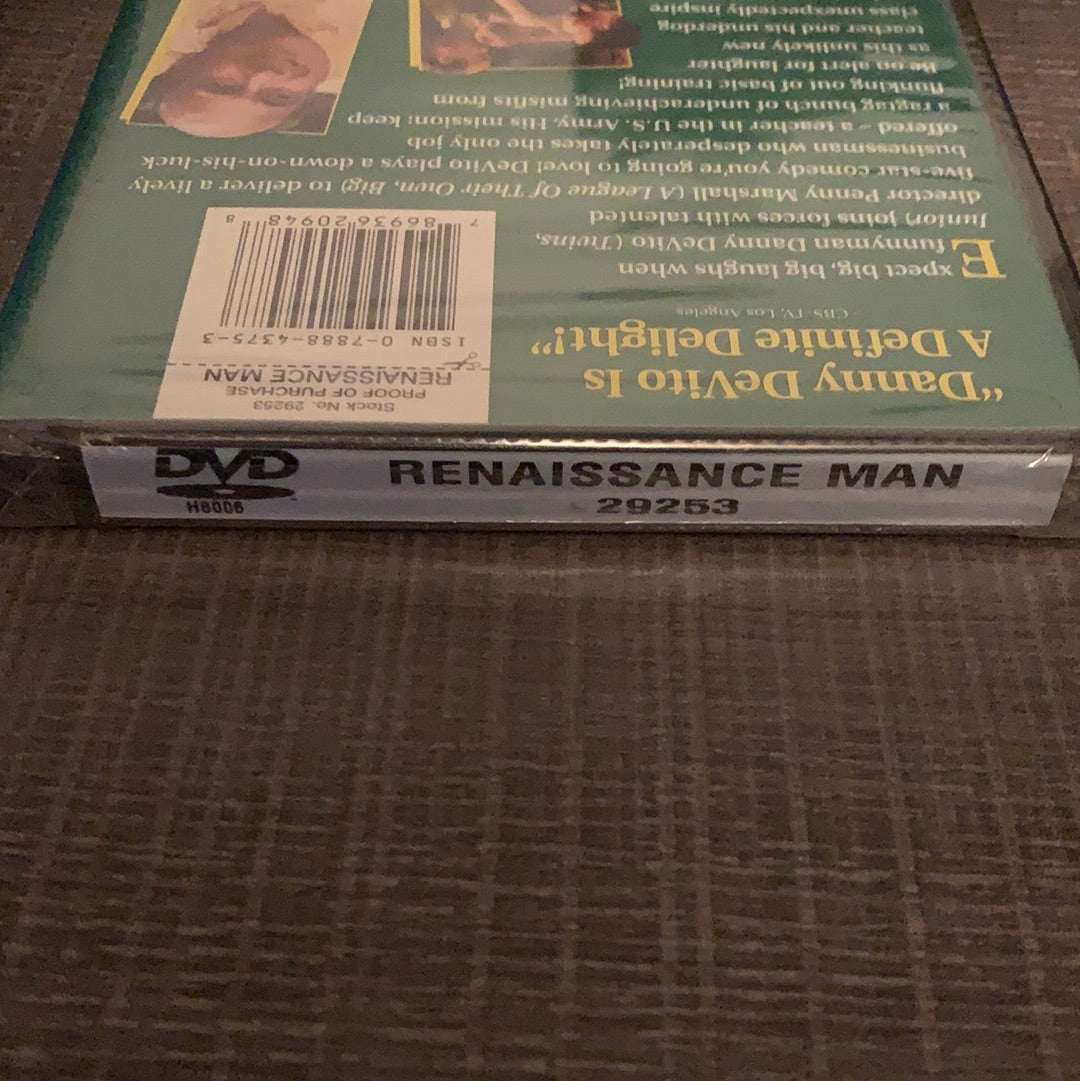 DVD
H8006
RENAISSANCE MAN
29253
Stock No. 29253
PROOF OF PURCHASE
RENAISSANCE MAN
ISBN 0-7888-4375-3
7 86936 20948 8
"Danny DeVito Is
A Definite Delight!"
– CBS-TV, Los Angeles
Expect big, big laughs when
funnyman Danny DeVito (Twins,
Junior) joins forces with talented
director Penny Marshall (A League Of Their Own, Big) to deliver a lively
five-star comedy you're going to love! DeVito plays a down-on-his-luck
businessman who desperately takes the only job
offered – a teacher in the U.S. Army. His mission: keep
a ragtag bunch of underachieving misfits from
flunking out of basic training!
Be on alert for laughter
as this unlikely new
teacher and his underdog
class unexpectedly inspire